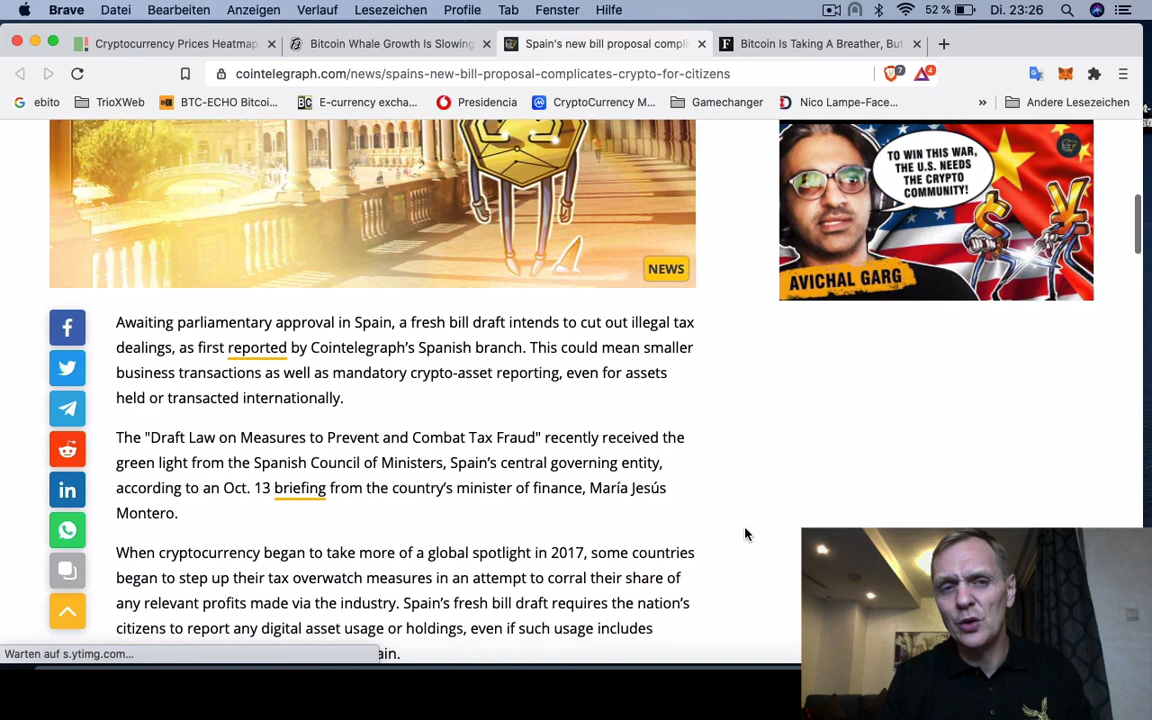 Brave Datei Bearbeiten Anzeigen Verlauf Lesezeichen Profile Tab Fenster Hilfe 52 % Di. 23:26
Cryptocurrency Prices Heatmap
Bitcoin Whale Growth Is Slowing
Spain's new bill proposal compli
Bitcoin Is Taking A Breather, But
cointelegraph.com/news/spains-new-bill-proposal-complicates-crypto-for-citizens
7
4
ebito TrioXWeb BTC-ECHO Bitcoi... E-currency excha... Presidencia CryptoCurrency M... Gamechanger Nico Lampe-Face... » Andere Lesezeichen
NEWS
TO WIN THIS WAR,
THE U.S. NEEDS
THE CRYPTO
COMMUNITY!
AVICHAL GARG
Awaiting parliamentary approval in Spain, a fresh bill draft intends to cut out illegal tax
dealings, as first reported by Cointelegraph’s Spanish branch. This could mean smaller
business transactions as well as mandatory crypto-asset reporting, even for assets
held or transacted internationally.
The "Draft Law on Measures to Prevent and Combat Tax Fraud" recently received the
green light from the Spanish Council of Ministers, Spain’s central governing entity,
according to an Oct. 13 briefing from the country’s minister of finance, María Jesús
Montero.
When cryptocurrency began to take more of a global spotlight in 2017, some countries
began to step up their tax overwatch measures in an attempt to corral their share of
any relevant profits made via the industry. Spain’s fresh bill draft requires the nation’s
citizens to report any digital asset usage or holdings, even if such usage includes
ain.
Warten auf s.ytimg.com...